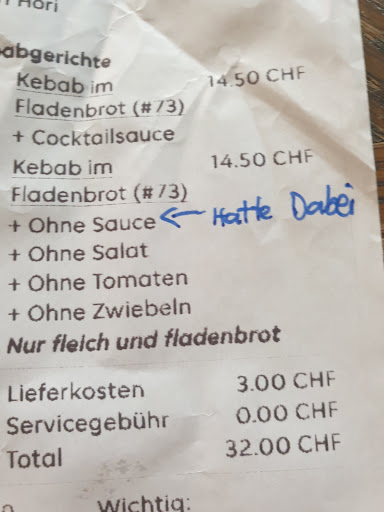 Hori
abgerichte
Kebab im 14.50 CHF
Fladenbrot (#73)
+ Cocktailsauce
Kebab im 14.50 CHF
Fladenbrot (#73)
+ Ohne Sauce ← Hatte Dabei
+ Ohne Salat
+ Ohne Tomaten
+ Ohne Zwiebeln
Nur fleich und fladenbrot
Lieferkosten 3.00 CHF
Servicegebühr 0.00 CHF
Total 32.00 CHF
Wichtig: